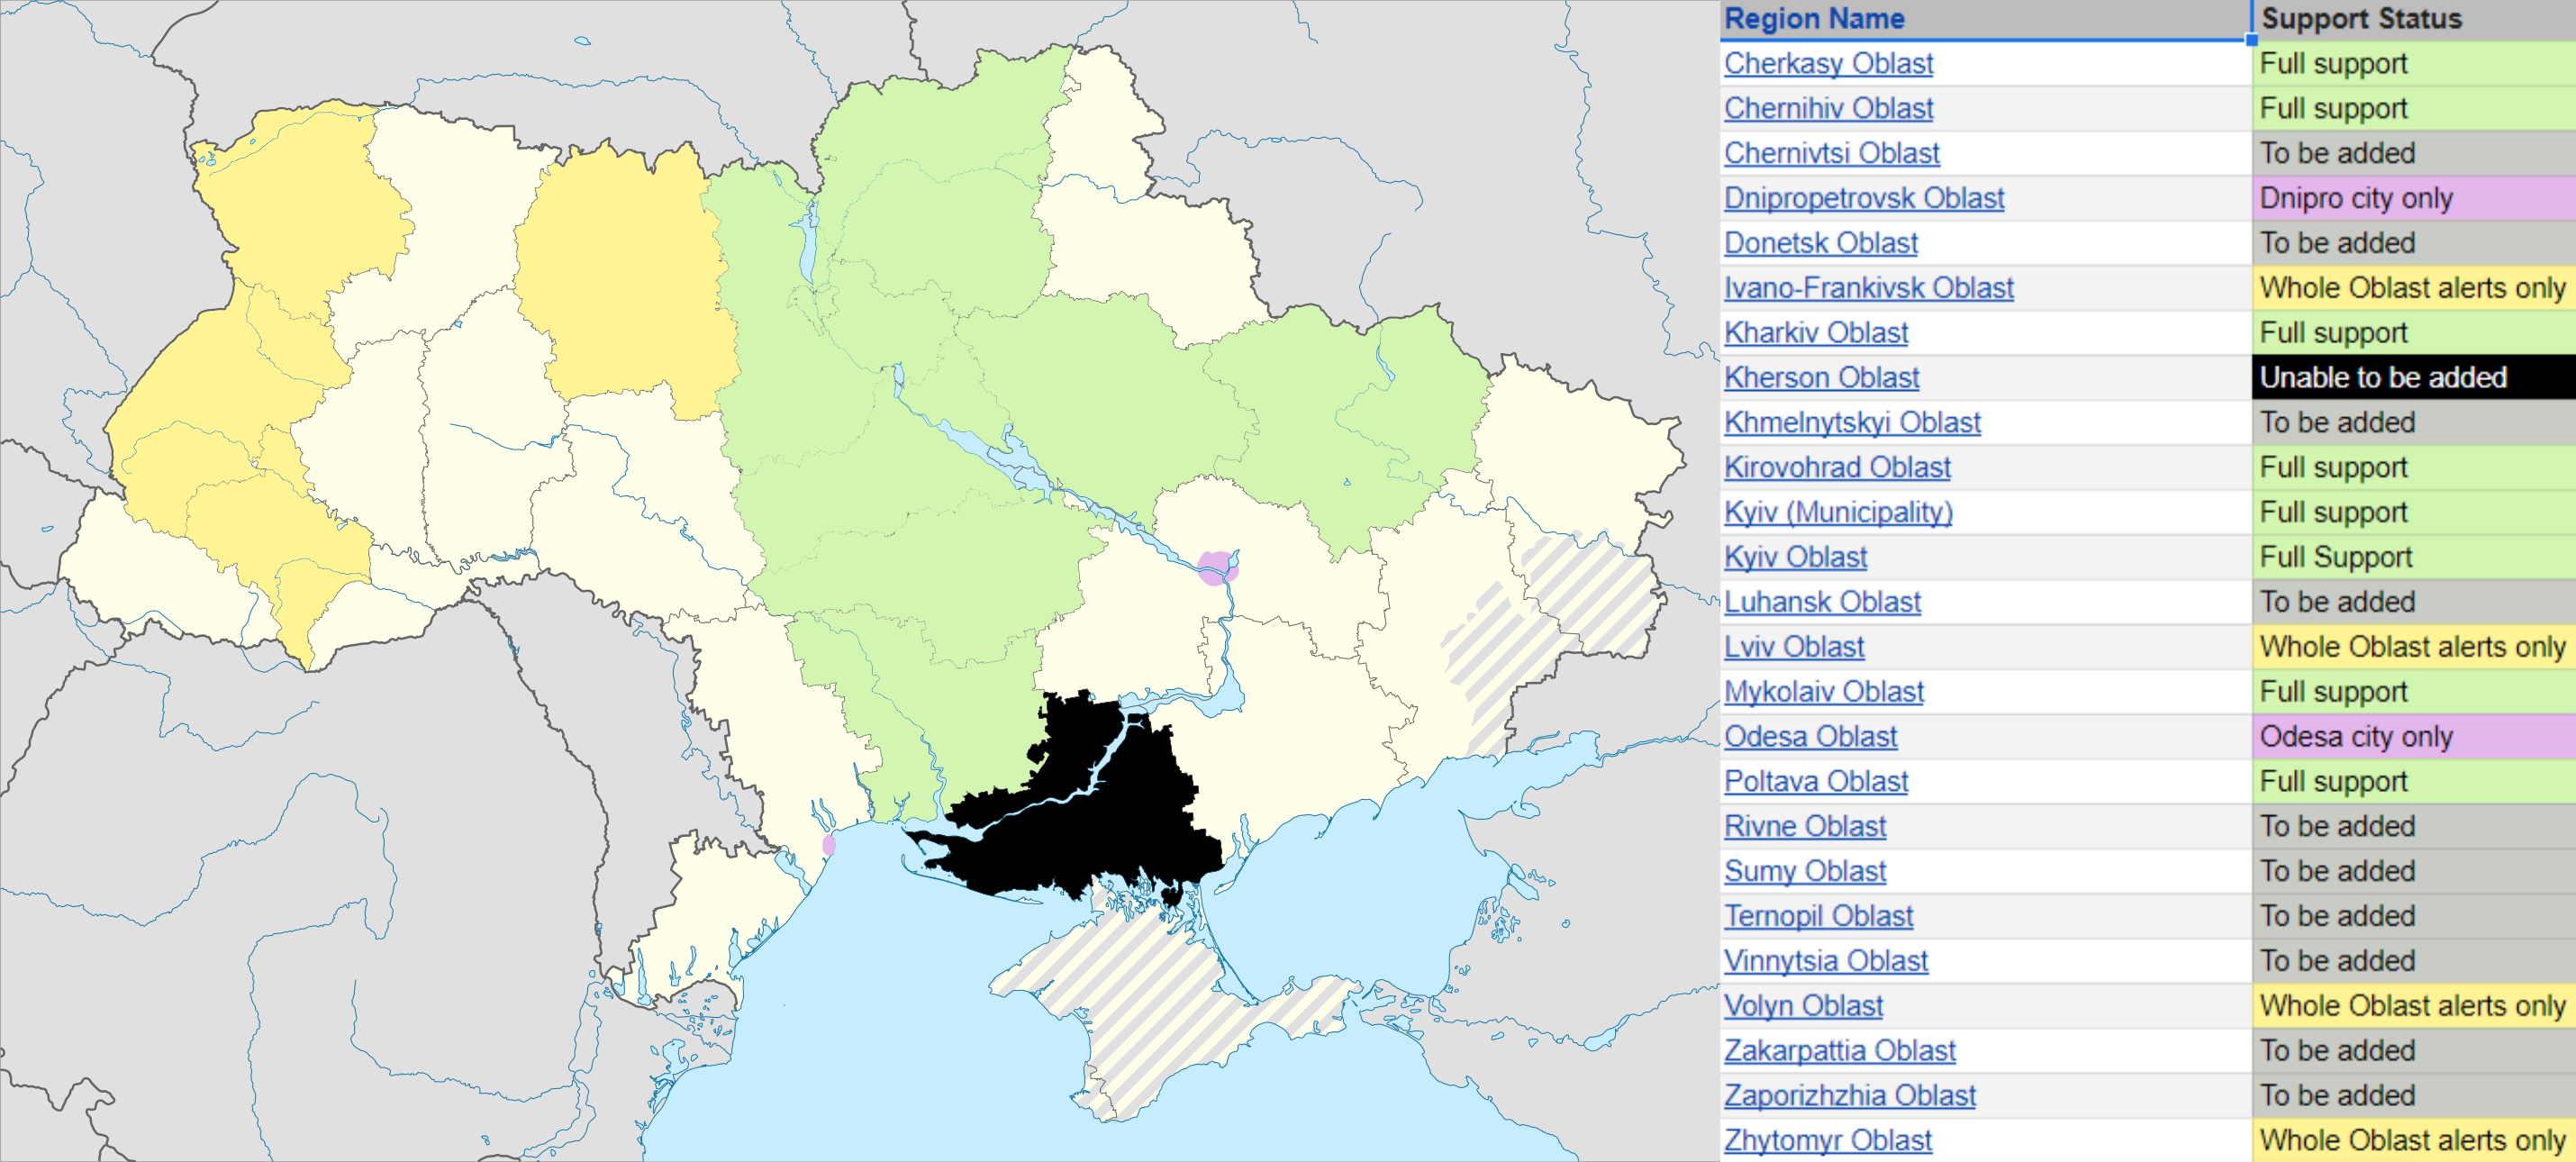 Region Name Support Status
Cherkasy Oblast Full support
Chernihiv Oblast Full support
Chernivtsi Oblast To be added
Dnipropetrovsk Oblast Dnipro city only
Donetsk Oblast To be added
Ivano-Frankivsk Oblast Whole Oblast alerts only
Kharkiv Oblast Full support
Kherson Oblast Unable to be added
Khmelnytskyi Oblast To be added
Kirovohrad Oblast Full support
Kyiv (Municipality) Full support
Kyiv Oblast Full Support
Luhansk Oblast To be added
Lviv Oblast Whole Oblast alerts only
Mykolaiv Oblast Full support
Odesa Oblast Odesa city only
Poltava Oblast Full support
Rivne Oblast To be added
Sumy Oblast To be added
Ternopil Oblast To be added
Vinnytsia Oblast To be added
Volyn Oblast Whole Oblast alerts only
Zakarpattia Oblast To be added
Zaporizhzhia Oblast To be added
Zhytomyr Oblast Whole Oblast alerts only